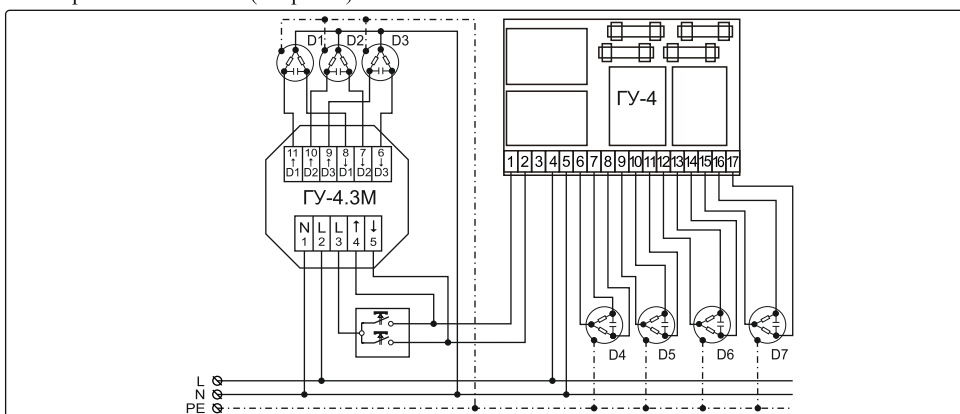 D1 D2 D3
ГУ-4
11 10 9 8 7 6
↑ ↑ ↑ ↓ ↓ ↓
D1 D2 D3 D1 D2 D3
1 2 3 4 5 6 7 8 9 10 11 12 13 14 15 16 17
ГУ-4.3М
N L L ↑ ↓
1 2 3 4 5
D4 D5 D6 D7
L
N
PE